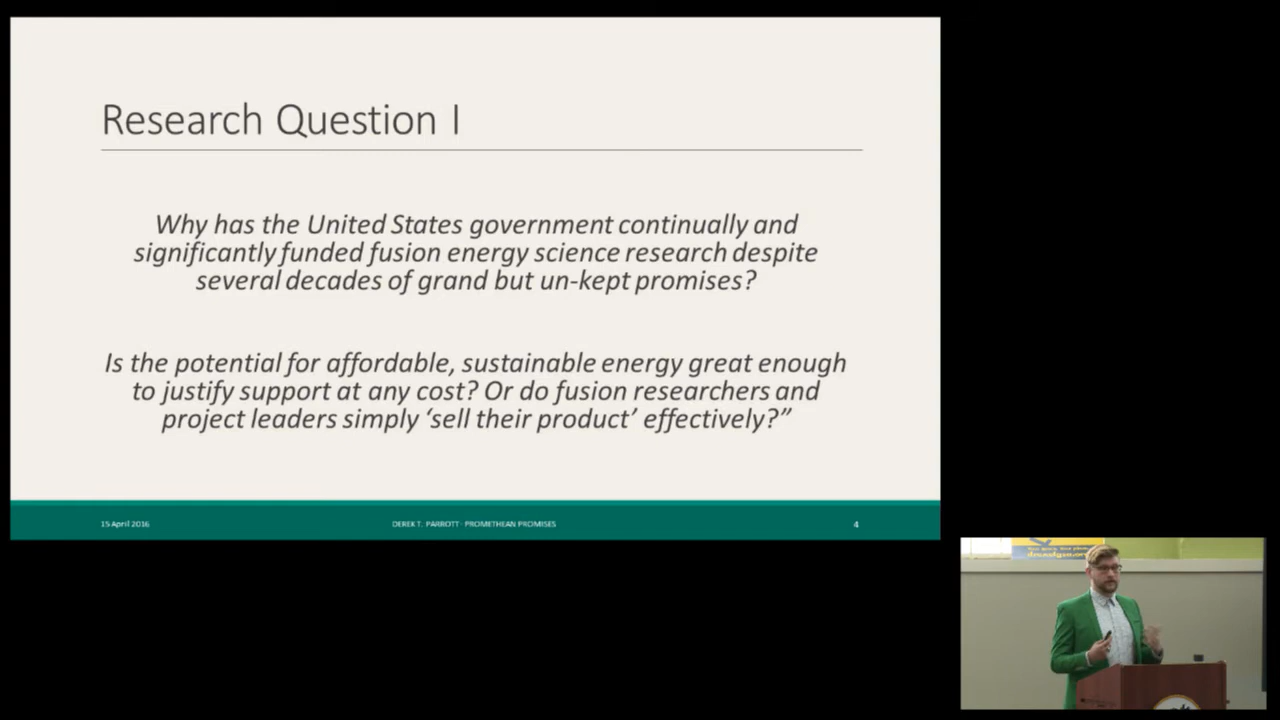 Research Question I
Why has the United States government continually and
significantly funded fusion energy science research despite
several decades of grand but un-kept promises?
Is the potential for affordable, sustainable energy great enough
to justify support at any cost? Or do fusion researchers and
project leaders simply ‘sell their product’ effectively?”
15 April 2016
DEREK T. PARROTT - PROMETHEAN PROMISES
4